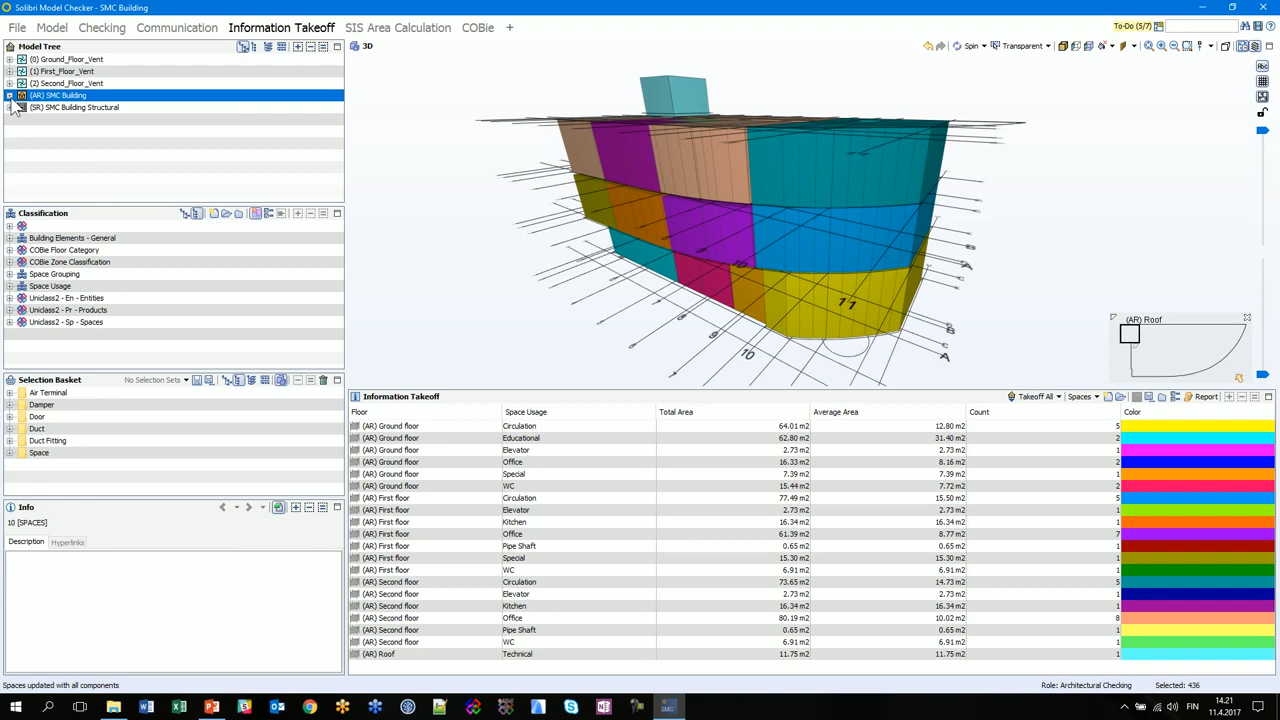 Solibri Model Checker - SMC Building
File Model Checking Communication Information Takeoff SIS Area Calculation COBie +
To-Do (5/7)
Model Tree
(0) Ground_Floor_Vent
(1) First_Floor_Vent
(2) Second_Floor_Vent
(AR) SMC Building
(SR) SMC Building Structural
Classification
Building Elements - General
COBie Floor Category
COBie Zone Classification
Space Grouping
Space Usage
Uniclass2 - En - Entities
Uniclass2 - Pr - Products
Uniclass2 - Sp - Spaces
Selection Basket No Selection Sets
Air Terminal
Damper
Door
Duct
Duct Fitting
Space
Info
10 [SPACES]
Description Hyperlinks
3D Spin Transparent
Abc
11
10
8
9
10
B
A
(AR) Roof
Information Takeoff Takeoff All Spaces Report
Floor Space Usage Total Area Average Area Count Color
(AR) Ground floor Circulation 64.01 m2 12.80 m2 5
(AR) Ground floor Educational 62.80 m2 31.40 m2 2
(AR) Ground floor Elevator 2.73 m2 2.73 m2 1
(AR) Ground floor Office 16.33 m2 8.16 m2 2
(AR) Ground floor Special 7.39 m2 7.39 m2 1
(AR) Ground floor WC 15.44 m2 7.72 m2 2
(AR) First floor Circulation 77.49 m2 15.50 m2 5
(AR) First floor Elevator 2.73 m2 2.73 m2 1
(AR) First floor Kitchen 16.34 m2 16.34 m2 1
(AR) First floor Office 61.39 m2 8.77 m2 7
(AR) First floor Pipe Shaft 0.65 m2 0.65 m2 1
(AR) First floor Special 15.30 m2 15.30 m2 1
(AR) First floor WC 6.91 m2 6.91 m2 1
(AR) Second floor Circulation 73.65 m2 14.73 m2 5
(AR) Second floor Elevator 2.73 m2 2.73 m2 1
(AR) Second floor Kitchen 16.34 m2 16.34 m2 1
(AR) Second floor Office 80.19 m2 10.02 m2 8
(AR) Second floor Pipe Shaft 0.65 m2 0.65 m2 1
(AR) Second floor WC 6.91 m2 6.91 m2 1
(AR) Roof Technical 11.75 m2 11.75 m2 1
Spaces updated with all components Role: Architectural Checking Selected: 436
SMC
FIN
14.21
11.4.2017